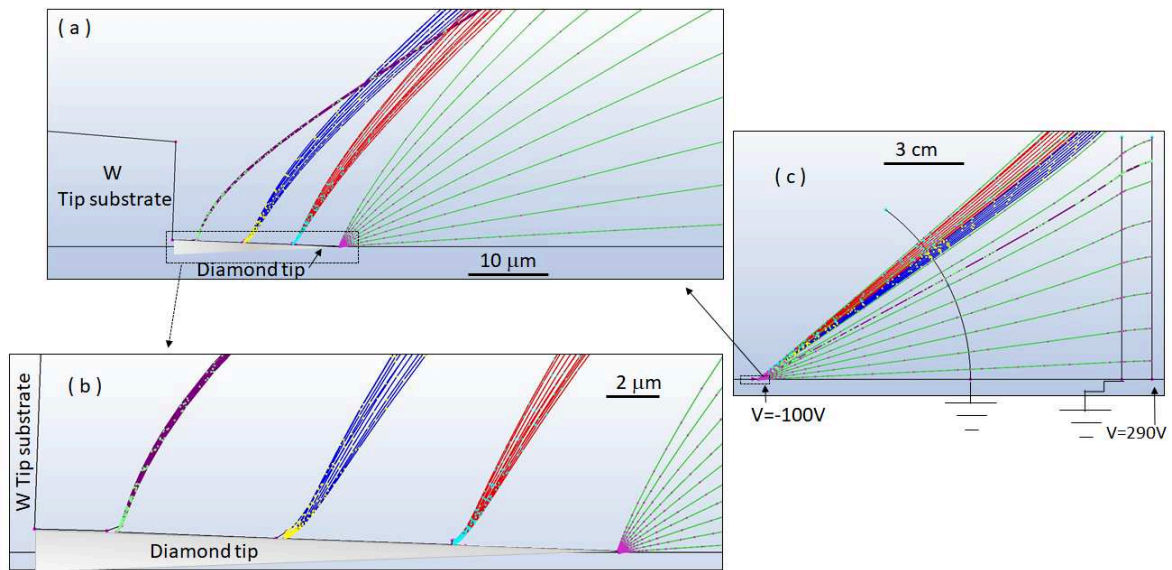 ( a )
W
Tip substrate
Diamond tip
10 μm
( b )
W Tip substrate
2 μm
Diamond tip
3 cm
( c )
V=-100V
V=290V